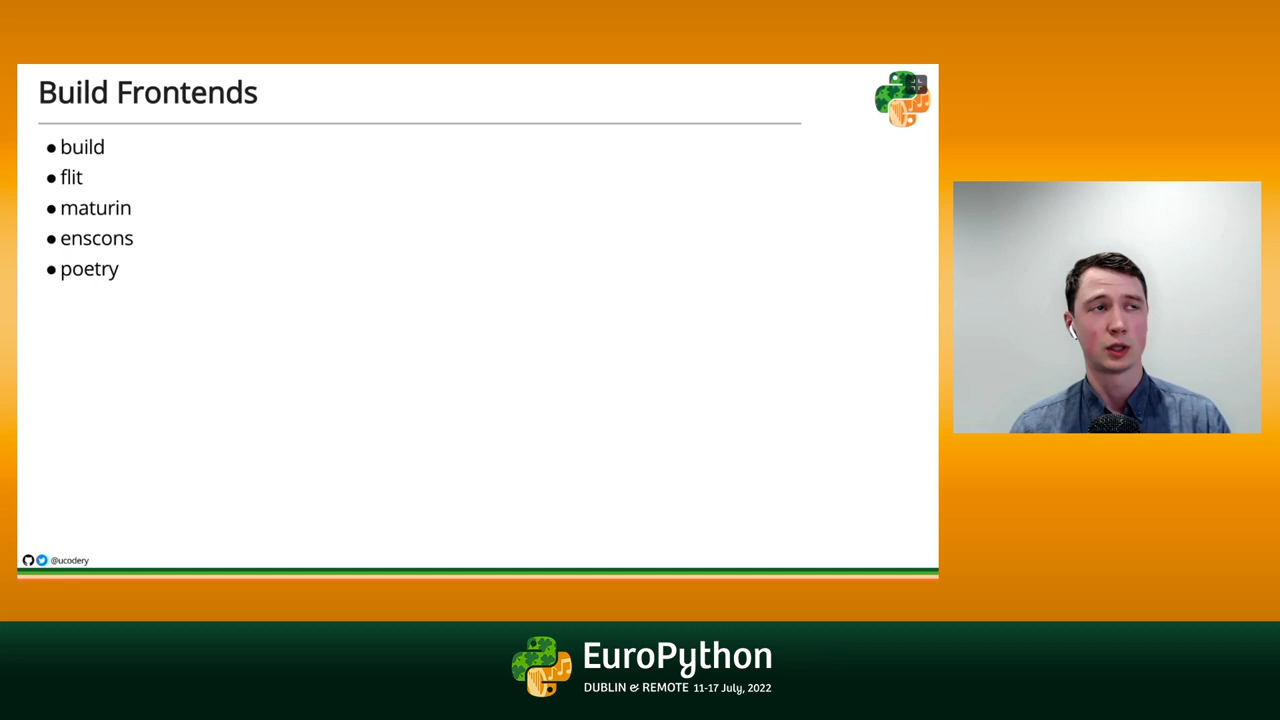 Build Frontends
● build
● flit
● maturin
● enscons
● poetry
@ucodery
EuroPython
DUBLIN & REMOTE 11-17 July, 2022